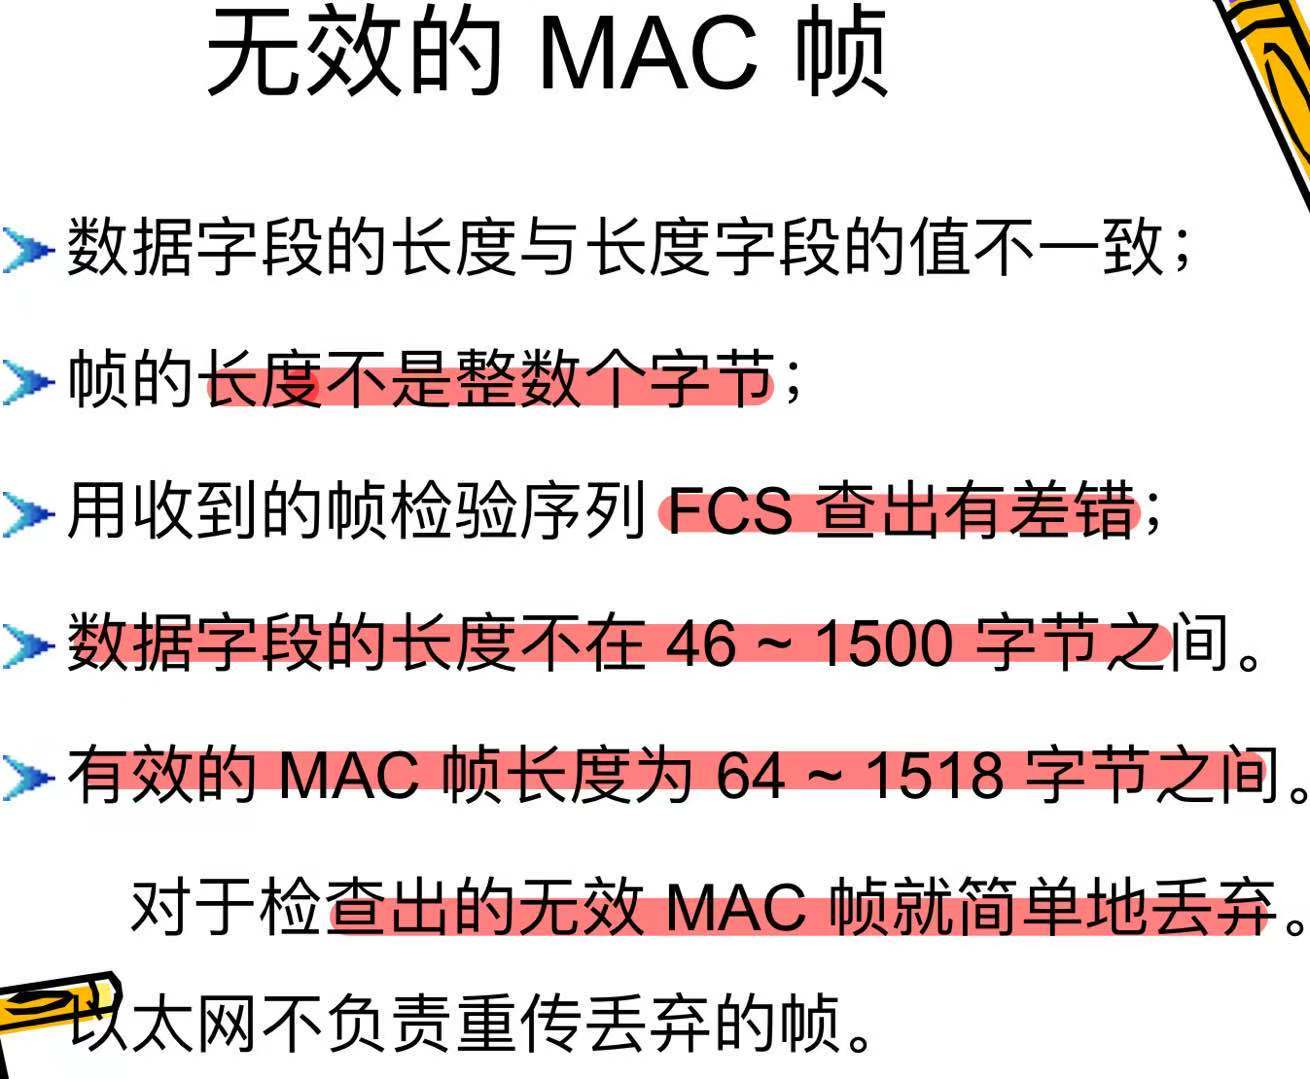 无效的 MAC 帧
数据字段的长度与长度字段的值不一致；
帧的长度不是整数个字节；
用收到的帧检验序列 FCS 查出有差错；
数据字段的长度不在 46 ~ 1500 字节之间。
有效的 MAC 帧长度为 64 ~ 1518 字节之间。
对于检查出的无效 MAC 帧就简单地丢弃。
以太网不负责重传丢弃的帧。